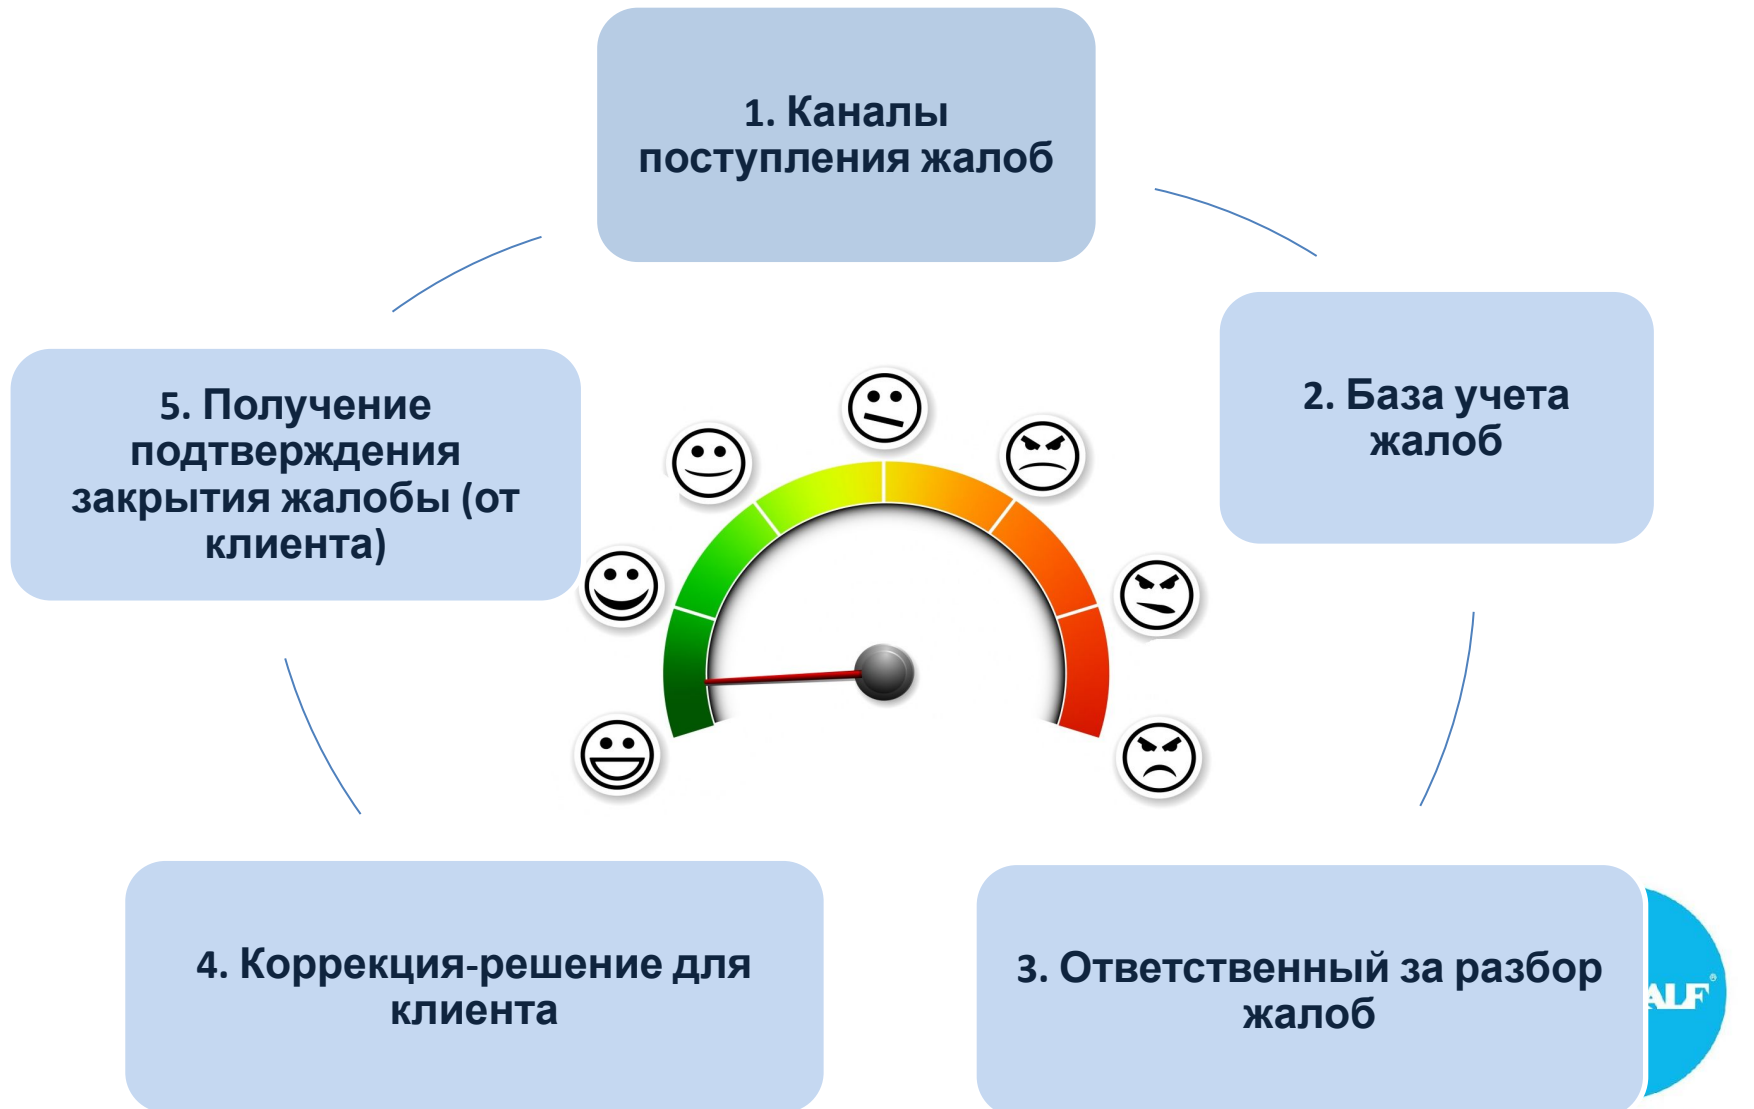 1. Каналы
поступления жалоб
2. База учета
жалоб
3. Ответственный за разбор
жалоб
4. Коррекция-решение для
клиента
5. Получение
подтверждения
закрытия жалобы (от
клиента)
ALF®